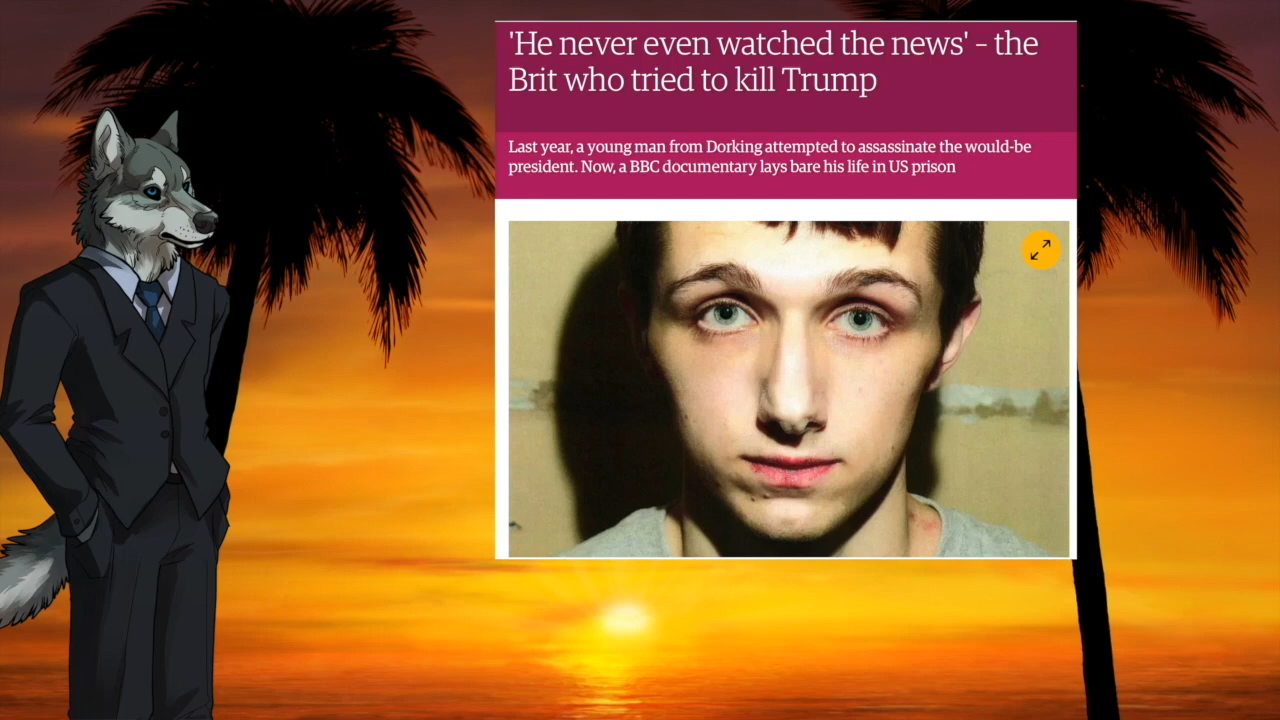 'He never even watched the news' – the
Brit who tried to kill Trump
Last year, a young man from Dorking attempted to assassinate the would-be
president. Now, a BBC documentary lays bare his life in US prison